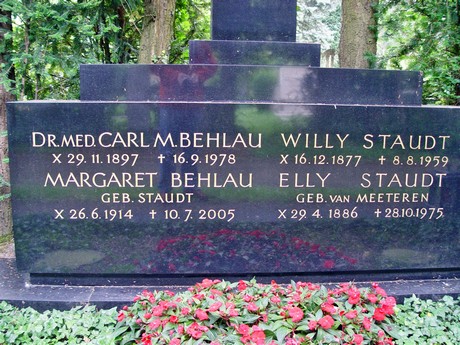 DR.MED. CARL M. BEHLAU
X 29.11.1897 † 16.9.1978
MARGARET BEHLAU
GEB. STAUDT
X 26.6.1914 † 10.7.2005
WILLY STAUDT
X 16.12.1877 † 8.8.1959
ELLY STAUDT
GEB. VAN MEETEREN
X 29.4.1886 † 28.10.1975